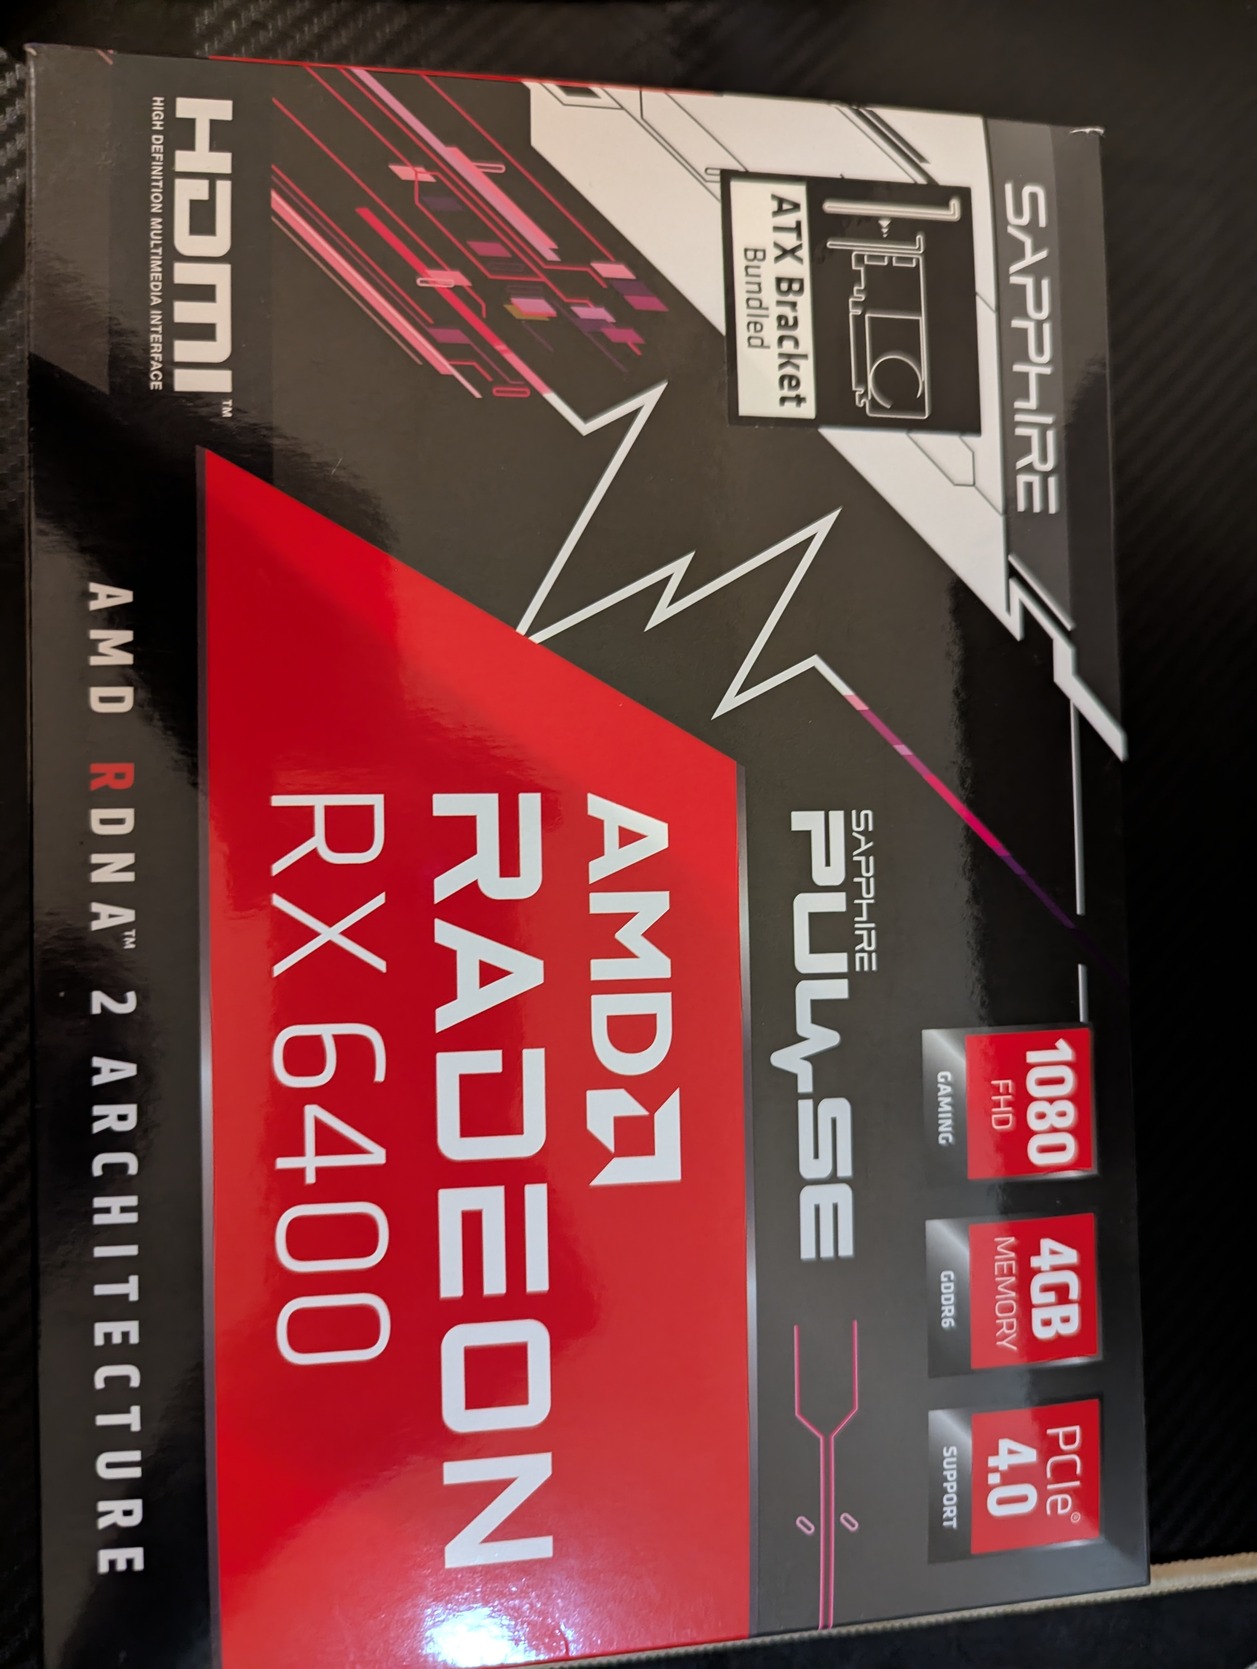 SAPPHIRE
ATX Bracket
Bundled
1080
FHD
GAMING
4GB
MEMORY
GDDR6
PCIe®
4.0
SUPPORT
SAPPHIRE
PULSE
AMD
RADEON
RX 6400
HDMI™
HIGH DEFINITION MULTIMEDIA INTERFACE
AMD RDNA™ 2 ARCHITECTURE